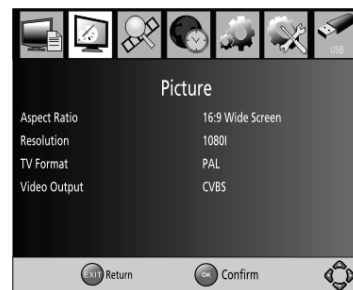 USB
Picture
Aspect Ratio 16:9 Wide Screen
Resolution 1080I
TV Format PAL
Video Output CVBS
EXIT Return OK Confirm